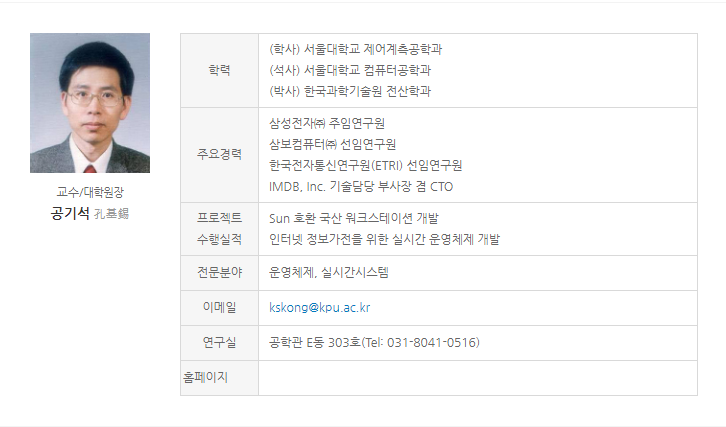 교수/대학원장
공기석 孔基錫
학력
(학사) 서울대학교 제어계측공학과
(석사) 서울대학교 컴퓨터공학과
(박사) 한국과학기술원 전산학과
주요경력
삼성전자㈜ 주임연구원
삼보컴퓨터㈜ 선임연구원
한국전자통신연구원(ETRI) 선임연구원
IMDB, Inc. 기술담당 부사장 겸 CTO
프로젝트
수행실적
Sun 호환 국산 워크스테이션 개발
인터넷 정보가전을 위한 실시간 운영체제 개발
전문분야
운영체제, 실시간시스템
이메일
kskong@kpu.ac.kr
연구실
공학관 E동 303호(Tel: 031-8041-0516)
홈페이지